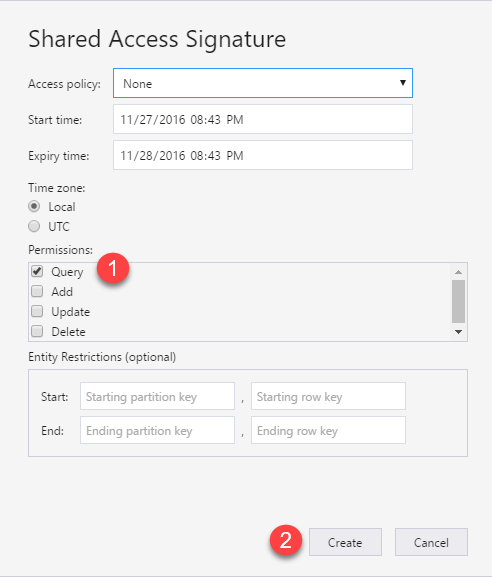 Shared Access Signature
Access policy: None
Start time: 11/27/2016 08:43 PM
Expiry time: 11/28/2016 08:43 PM
Time zone:
Local
UTC
Permissions:
Query 1
Add
Update
Delete
Entity Restrictions (optional)
Start: Starting partition key , Starting row key
End: Ending partition key , Ending row key
2 Create Cancel